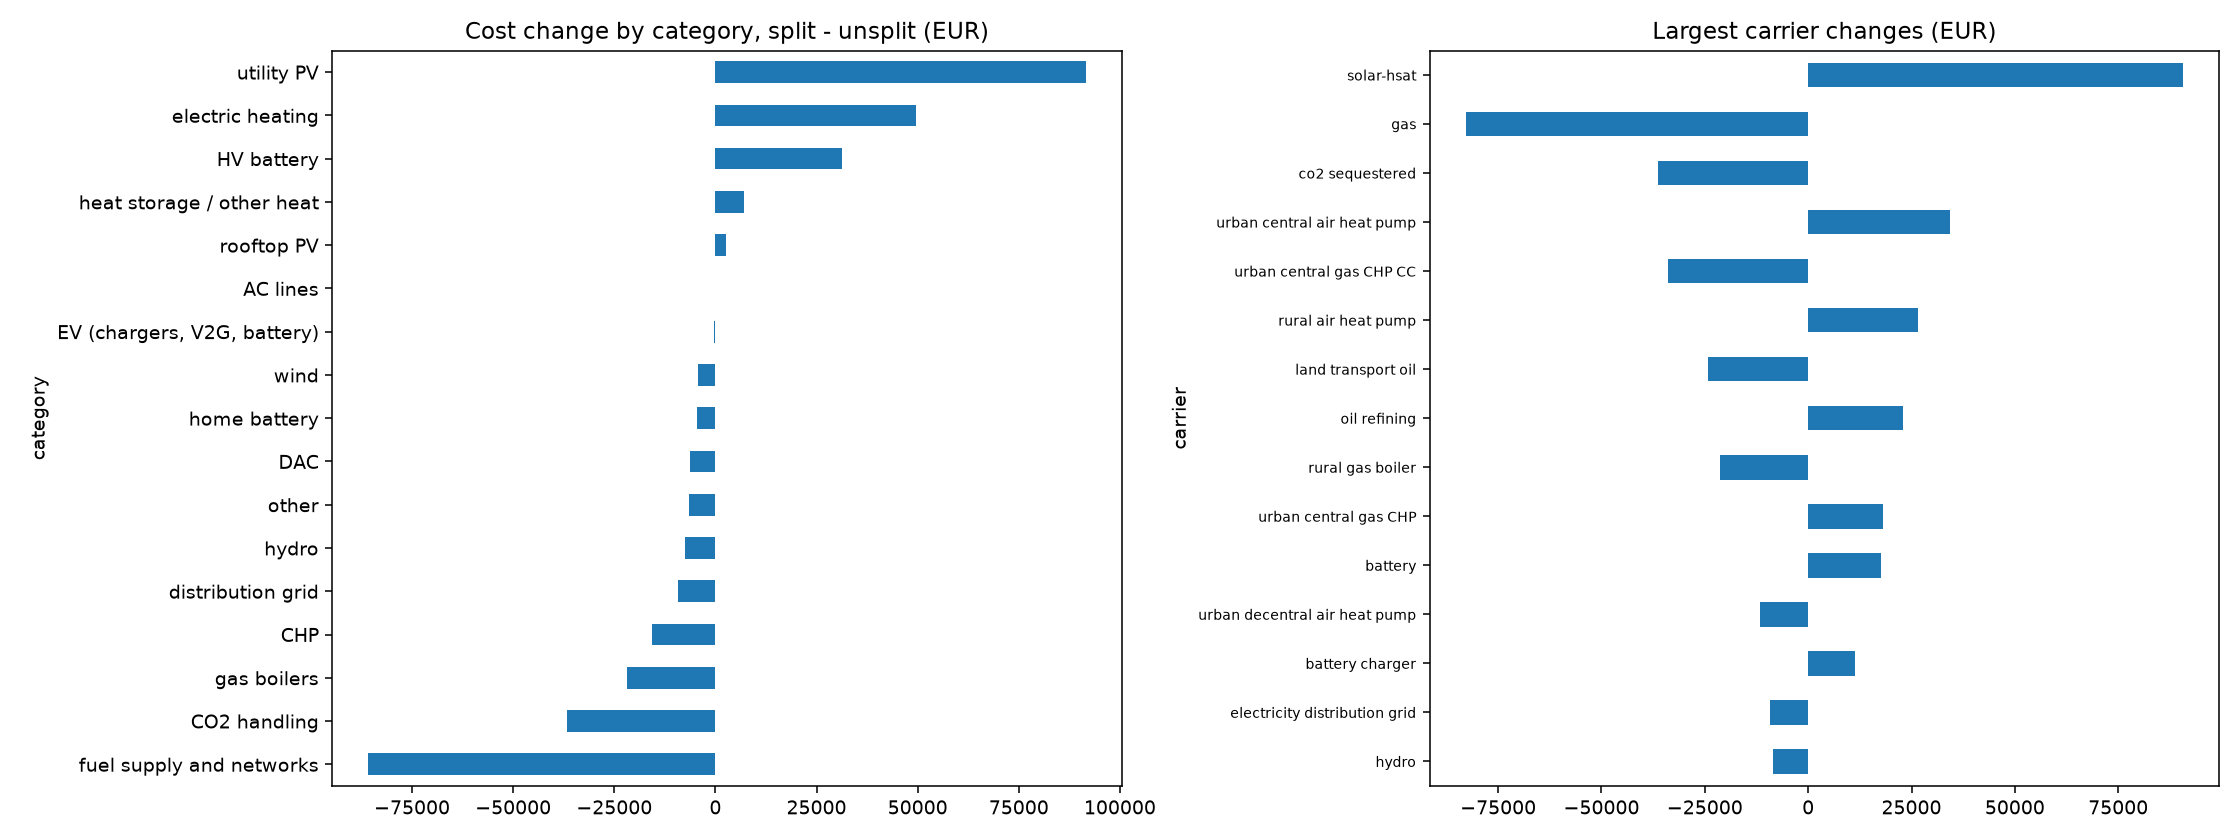 Cost change by category, split - unsplit (EUR)
utility PV
electric heating
HV battery
heat storage / other heat
rooftop PV
AC lines
EV (chargers, V2G, battery)
wind
home battery
DAC
other
hydro
distribution grid
CHP
gas boilers
CO2 handling
fuel supply and networks
category
−75000 −50000 −25000 0 25000 50000 75000 100000
Largest carrier changes (EUR)
solar-hsat
gas
co2 sequestered
urban central air heat pump
urban central gas CHP CC
rural air heat pump
land transport oil
oil refining
rural gas boiler
urban central gas CHP
battery
urban decentral air heat pump
battery charger
electricity distribution grid
hydro
carrier
−75000 −50000 −25000 0 25000 50000 75000